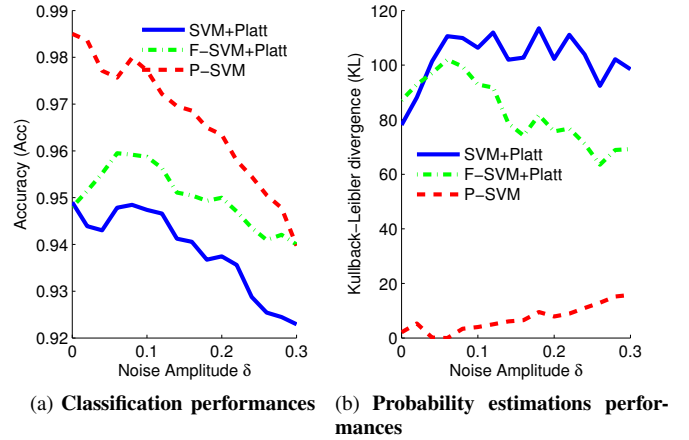 0.99
0.98
0.97
0.96
0.95
0.94
0.93
0.92
Accuracy (Acc)
SVM+Platt
F−SVM+Platt
P−SVM
0
0.1
0.2
0.3
Noise Amplitude δ
(a) Classification performances
120
100
80
60
40
20
0
Kullback−Leibler divergence (KL)
SVM+Platt
F−SVM+Platt
P−SVM
0
0.1
0.2
0.3
Noise Amplitude δ
(b) Probability estimations perfor-
mances